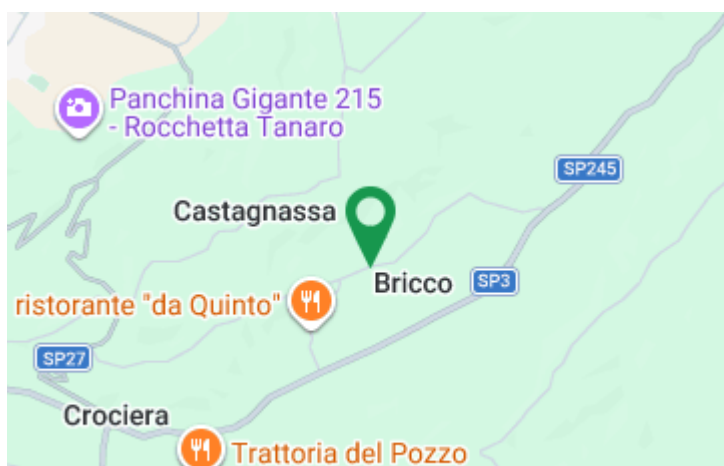 Panchina Gigante 215
- Rocchetta Tanaro
SP245
Castagnassa
Bricco
SP3
ristorante "da Quinto"
SP27
Crociera
Trattoria del Pozzo